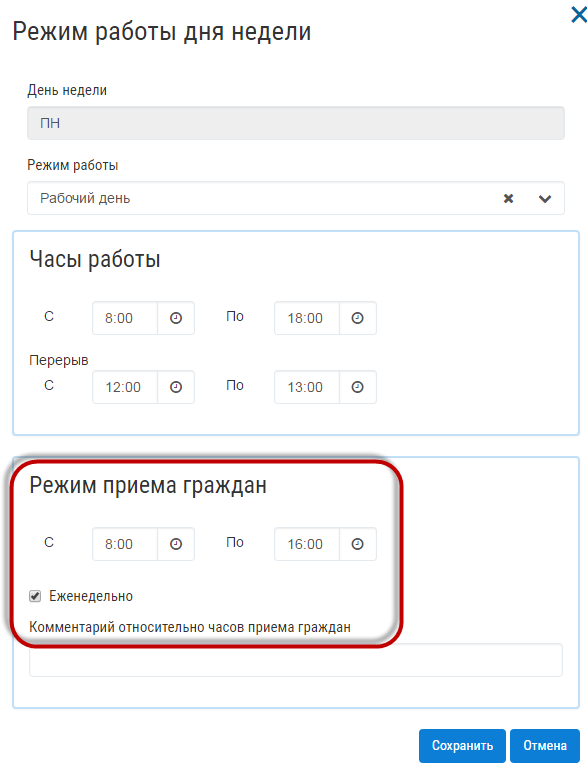 Режим работы дня недели
День недели
ПН
Режим работы
Рабочий день
Часы работы
С 8:00 По 18:00
Перерыв
С 12:00 По 13:00
Режим приема граждан
С 8:00 По 16:00
Еженедельно
Комментарий относительно часов приема граждан
Сохранить Отмена